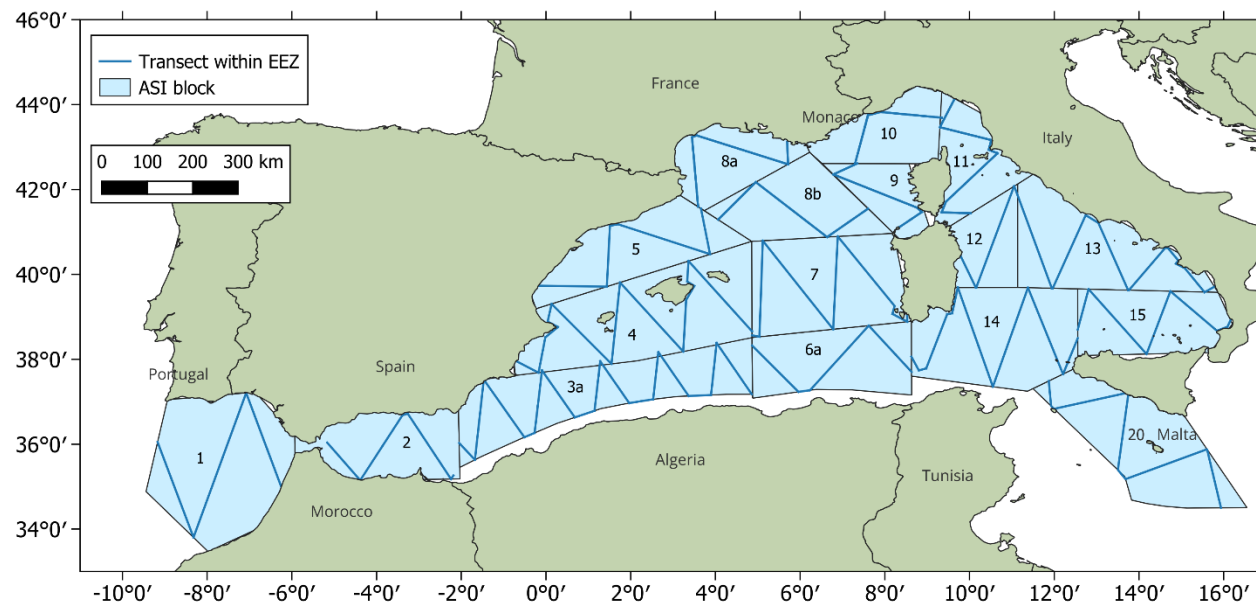 46°0′
44°0′
42°0′
40°0′
38°0′
36°0′
34°0′
Transect within EEZ
ASI block
0 100 200 300 km
France
Monaco
Italy
Portugal
Spain
Morocco
Algeria
Tunisia
Malta
10
8a
11
9
8b
5
12
13
7
4
14
15
6a
3a
2
20
1
-10°0′ -8°0′ -6°0′ -4°0′ -2°0′ 0°0′ 2°0′ 4°0′ 6°0′ 8°0′ 10°0′ 12°0′ 14°0′ 16°0′